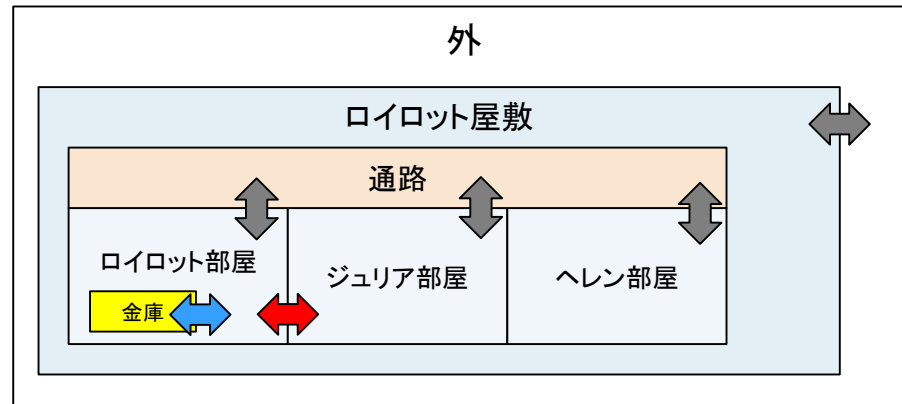 外
ロイロット屋敷
通路
ロイロット部屋
ジュリア部屋
ヘレン部屋
金庫